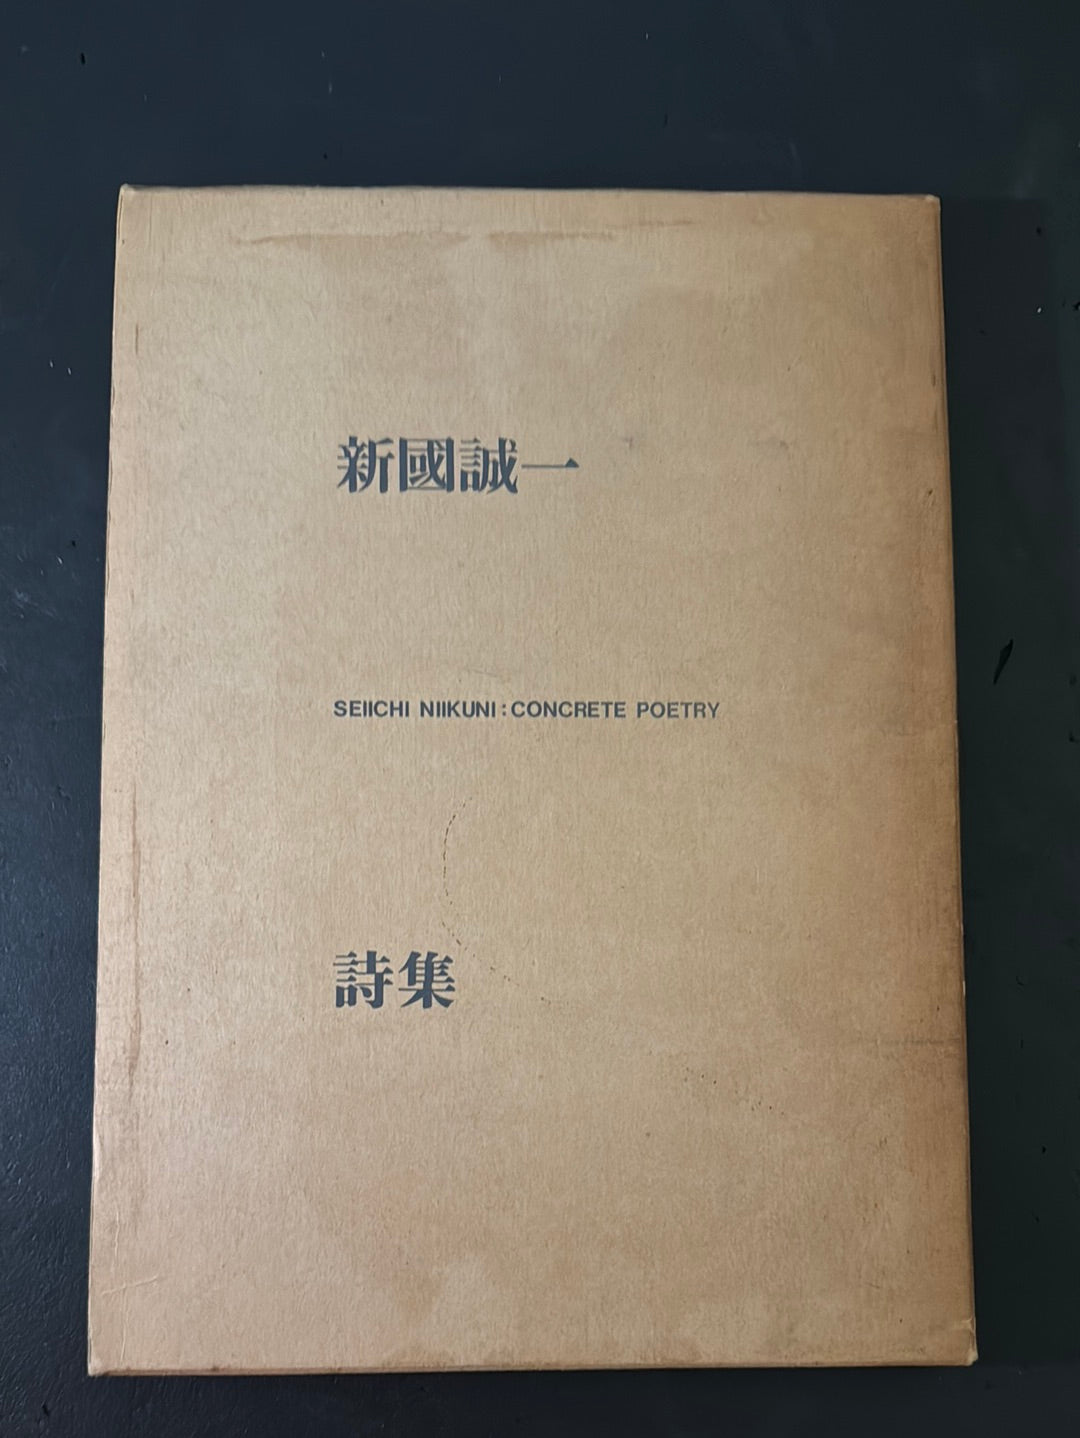 新國誠一
SEIICHI NIIKUNI:CONCRETE POETRY
詩集